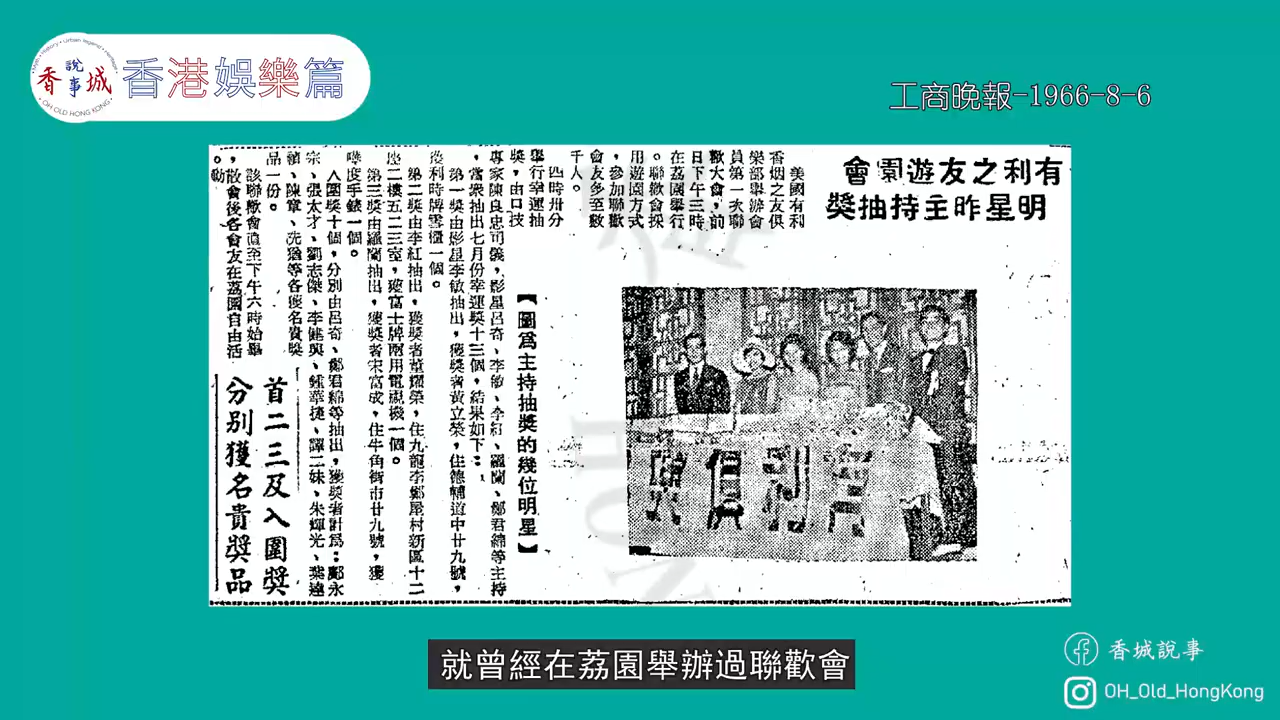 香城說事
Myth • History • Urban legend • Heritage
• OH OLD HONG KONG •
香港娛樂篇
工商晚報-1966-8-6
有利之友遊園會
明星昨主持抽獎
美國有利
香烟之友俱
樂部舉辦會
員第一次聯
歡大會，前
日下午三時
在荔園舉行
。聯歡會採
用遊園方式
，參加聯歡
會友多至數
千人。
四時卅分
舉行幸運抽
獎，由口技
專家陳良忠司儀，影星呂奇、李敏、李紅、羅蘭、鄭君綿等主持
，當衆抽出七月份幸運獎十三個，結果如下：
第一獎由影星李敏抽出，獲獎者黃立榮，住德輔道中廿九號，
獲利時牌雪櫃一個。
第二獎由李紅抽出，獲獎者董耀榮，住九龍李鄭屋村新區十二
座二樓五二三室，獲富士牌兩用電視機一個。
第三獎由羅蘭抽出，獲獎者宋富成，住牛角街市廿九號，獲
度手錶一個。
入圍獎十個，分別由呂奇、鄭君綿等抽出，獲獎者計爲：鄺永
宗、張太才、劉志傑、李健興、鍾華捷、譚二妹、朱輝光、葉遠
、陳章、冼等各獲名貴獎
品一份。
該聯歡會直至下午六時始畢
，散會後各會友在荔園自由活
動。
【圖爲主持抽獎的幾位明星】
首二三及入圍獎
分別獲名貴獎品
就曾經在荔園舉辦過聯歡會
香城說事
OH_Old_HongKong